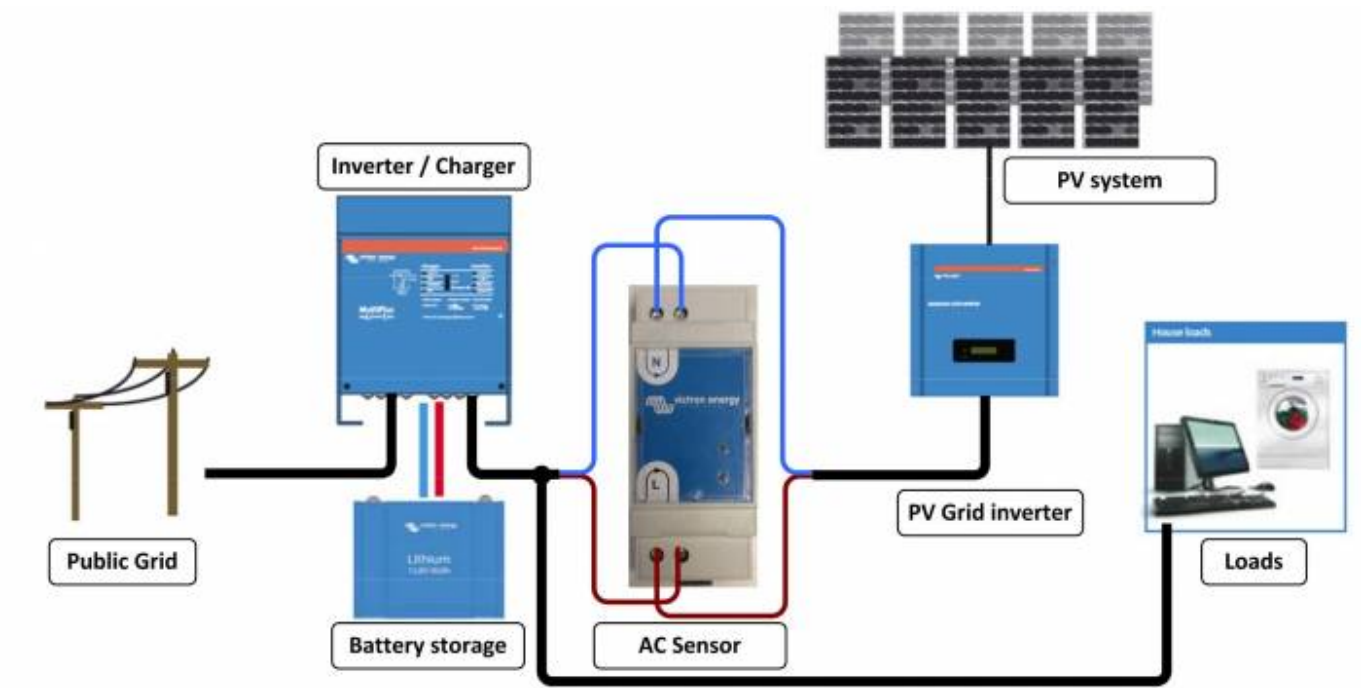 PV system
Inverter / Charger
MultiPlus
House loads
N
victron energy
L
PV Grid inverter
Lithium
Public Grid
Loads
Battery storage
AC Sensor